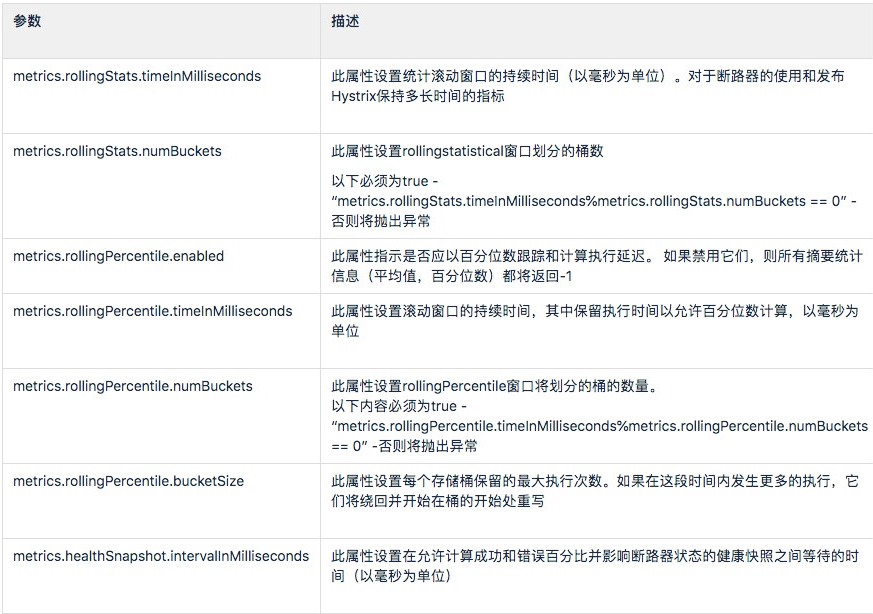 参数
描述
metrics.rollingStats.timeInMilliseconds
此属性设置统计滚动窗口的持续时间（以毫秒为单位）。对于断路器的使用和发布
Hystrix保持多长时间的指标
metrics.rollingStats.numBuckets
此属性设置rollingstatistical窗口划分的桶数
以下必须为true -
“metrics.rollingStats.timeInMilliseconds%metrics.rollingStats.numBuckets == 0” -
否则将抛出异常
metrics.rollingPercentile.enabled
此属性指示是否应以百分位数跟踪和计算执行延迟。 如果禁用它们，则所有摘要统计
信息（平均值，百分位数）都将返回-1
metrics.rollingPercentile.timeInMilliseconds
此属性设置滚动窗口的持续时间，其中保留执行时间以允许百分位数计算，以毫秒为
单位
metrics.rollingPercentile.numBuckets
此属性设置rollingPercentile窗口将划分的桶的数量。
以下内容必须为true -
“metrics.rollingPercentile.timeInMilliseconds%metrics.rollingPercentile.numBuckets
== 0” -否则将抛出异常
metrics.rollingPercentile.bucketSize
此属性设置每个存储桶保留的最大执行次数。如果在这段时间内发生更多的执行，它
们将绕回并开始在桶的开始处重写
metrics.healthSnapshot.intervalInMilliseconds
此属性设置在允许计算成功和错误百分比并影响断路器状态的健康快照之间等待的时
间（以毫秒为单位）